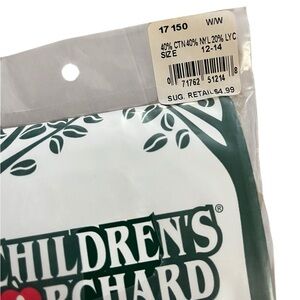 17150 W/W
40% CTN 40% NYL 20% LYC
SIZE 12-14
0 71762 51214 8
SUG. RETAIL $4.99
CHILDREN'S®
ORCHARD